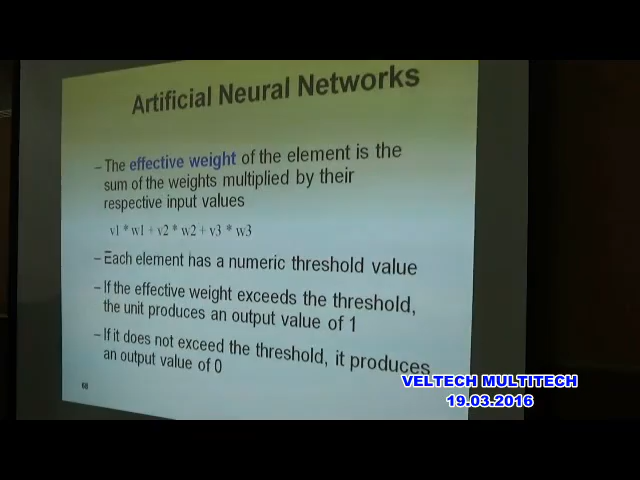 Artificial Neural Networks
– The effective weight of the element is the
sum of the weights multiplied by their
respective input values
v1 * w1 + v2 * w2 + v3 * w3
– Each element has a numeric threshold value
– If the effective weight exceeds the threshold,
the unit produces an output value of 1
– If it does not exceed the threshold, it produces
an output value of 0
68
VELTECH MULTITECH
19.03.2016